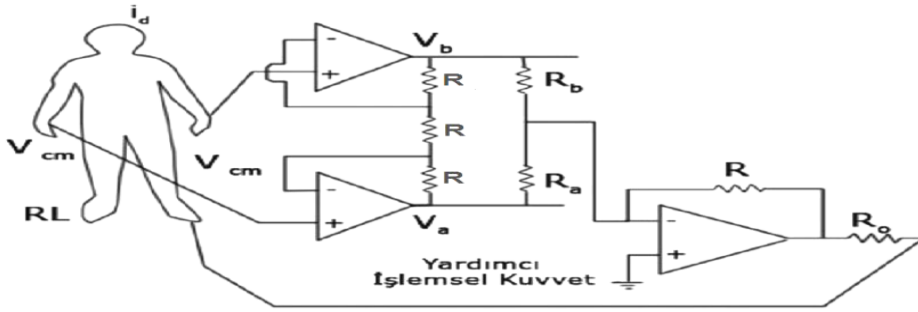 i_d
V_b
R
R_b
R
V_cm
V_cm
R
R_a
R
RL
V_a
R_o
Yardımcı
İşlemsel Kuvvet
-
+
-
+
-
+